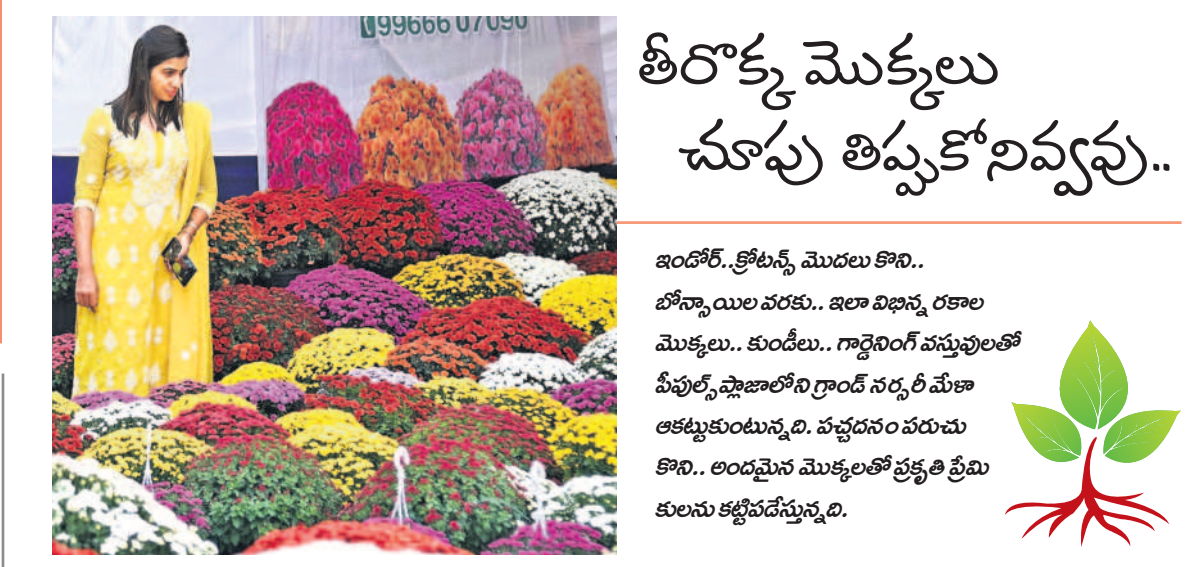 99666 07090
తీరొక్క మొక్కలు
చూపు తిప్పుకోనివ్వవు..
ఇండోర్..క్రోటన్స్ మొదలు కొని..
బోన్సాయిల వరకు.. ఇలా విభిన్న రకాల
మొక్కలు.. కుండీలు.. గార్డెనింగ్ వస్తువులతో
పీపుల్స్‌ప్లాజాలోని గ్రాండ్ నర్సరీ మేళా
ఆకట్టుకుంటున్నది. పచ్చదనం పరుచు
కొని.. అందమైన మొక్కలతో ప్రకృతి ప్రేమి
కులను కట్టిపడేస్తున్నది.